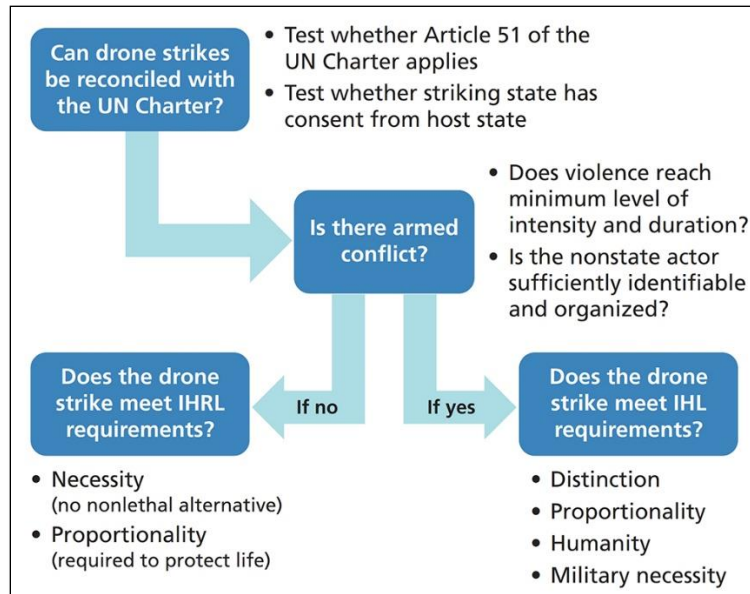 Can drone strikes
be reconciled with
the UN Charter?
• Test whether Article 51 of the
UN Charter applies
• Test whether striking state has
consent from host state
Is there armed
conflict?
• Does violence reach
minimum level of
intensity and duration?
• Is the nonstate actor
sufficiently identifiable
and organized?
If no
If yes
Does the drone
strike meet IHRL
requirements?
• Necessity
(no nonlethal alternative)
• Proportionality
(required to protect life)
Does the drone
strike meet IHL
requirements?
• Distinction
• Proportionality
• Humanity
• Military necessity